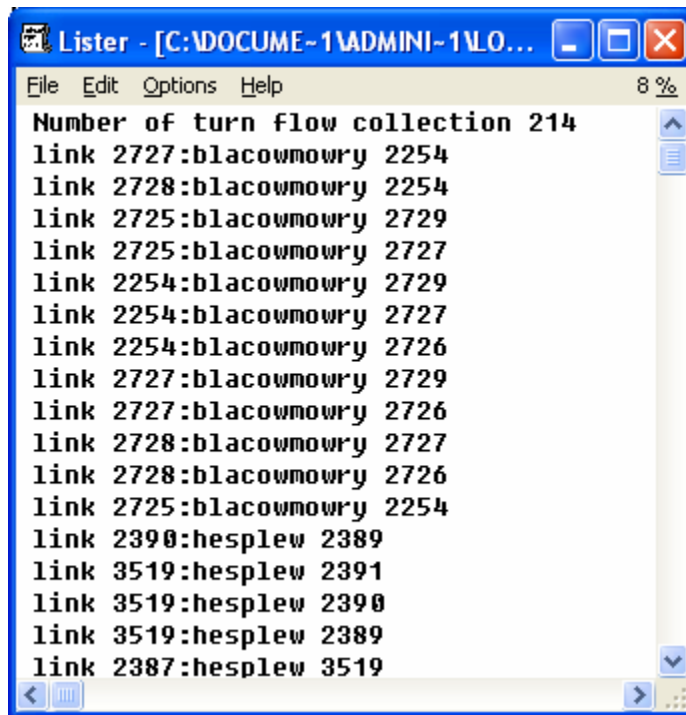 Lister - [C:\DOCUME~1\ADMINI~1\LO...
File Edit Options Help 8 %
Number of turn flow collection 214
link 2727:blacowmowry 2254
link 2728:blacowmowry 2254
link 2725:blacowmowry 2729
link 2725:blacowmowry 2727
link 2254:blacowmowry 2729
link 2254:blacowmowry 2727
link 2254:blacowmowry 2726
link 2727:blacowmowry 2729
link 2727:blacowmowry 2726
link 2728:blacowmowry 2727
link 2728:blacowmowry 2726
link 2725:blacowmowry 2254
link 2390:hesplew 2389
link 3519:hesplew 2391
link 3519:hesplew 2390
link 3519:hesplew 2389
link 2387:hesplew 3519